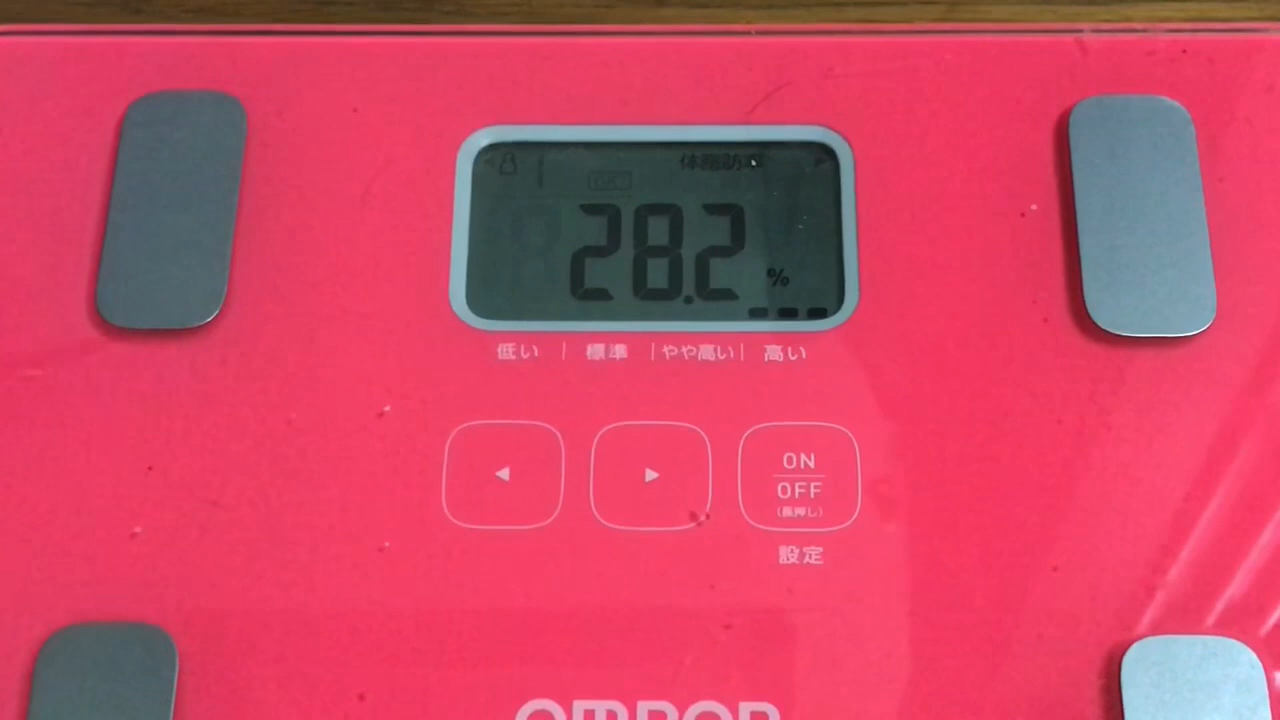 体脂肪率
28.2
%
低い | 標準 | やや高い | 高い
◀ ▶ ON
OFF
(長押し)
設定
OMRON